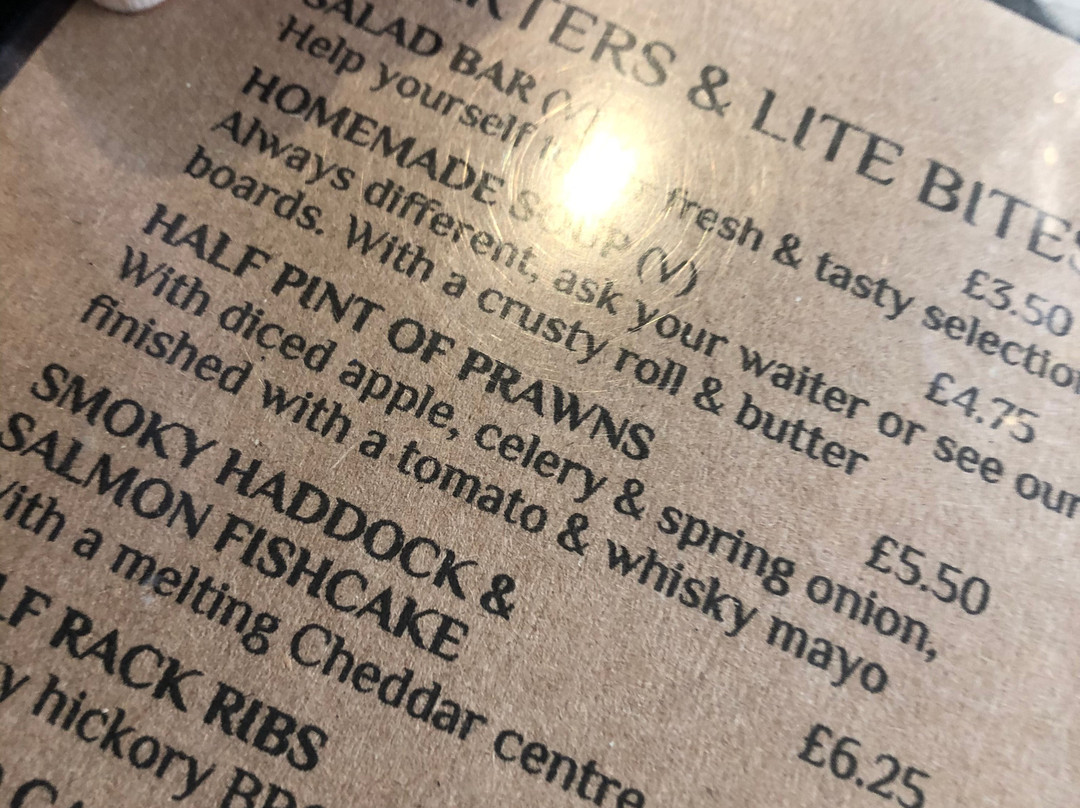 RTERS & LITE BITES
SALAD BAR (V) £3.50
Help yourself fresh & tasty selection
HOMEMADE SOUP (V) £4.75
Always different, ask your waiter or see our
boards. With a crusty roll & butter
HALF PINT OF PRAWNS £5.50
With diced apple, celery & spring onion,
finished with a tomato & whisky mayo
SMOKY HADDOCK &
SALMON FISHCAKE £6.25
With a melting Cheddar centre
LF RACK RIBS
y hickory BB